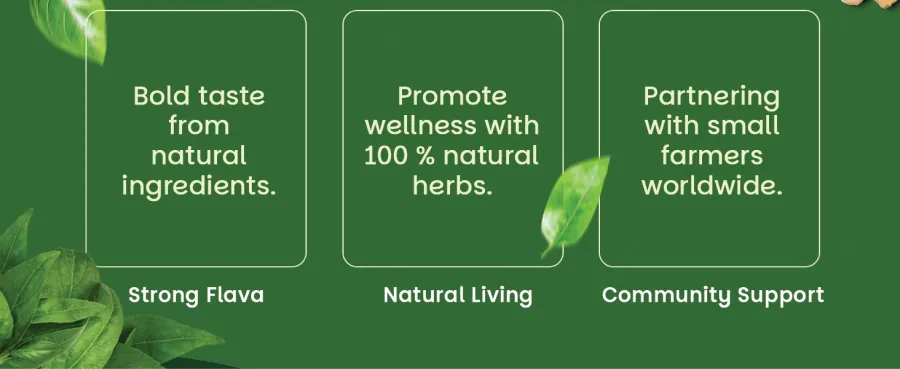 Bold taste
from
natural
ingredients.
Strong Flava
Promote
wellness with
100 % natural
herbs.
Natural Living
Partnering
with small
farmers
worldwide.
Community Support